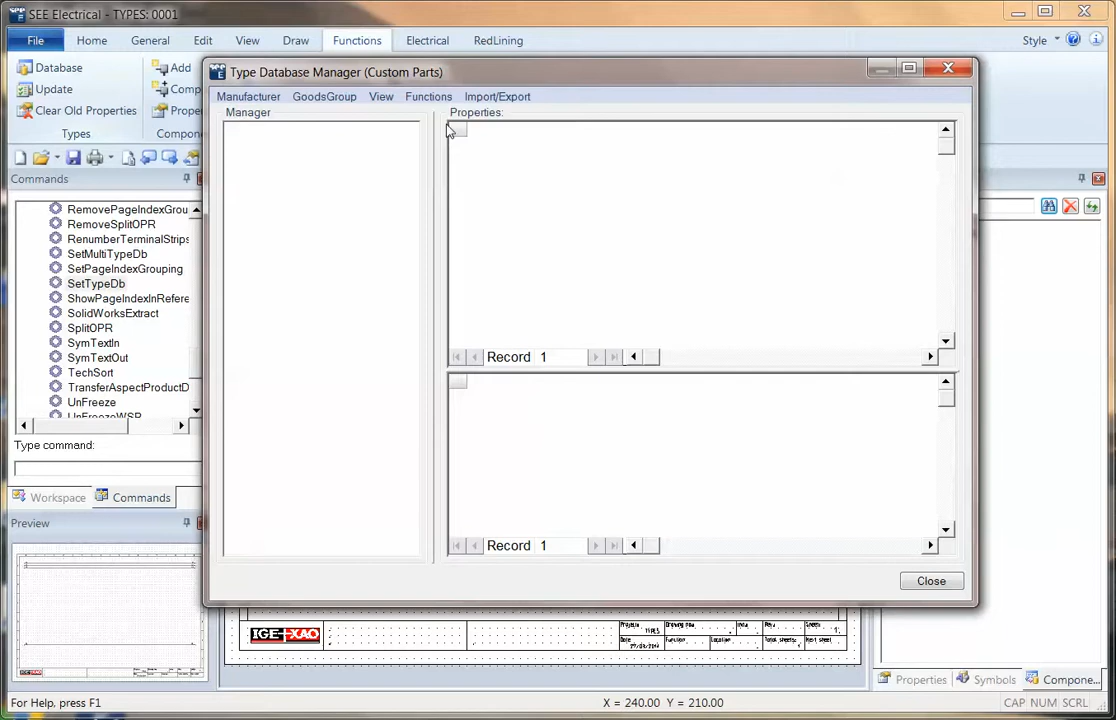 SEE Electrical - TYPES: 0001
File Home General Edit View Draw Functions Electrical RedLining Style
Database Add
Update Comp
Clear Old Properties Prope
Types Compon
Type Database Manager (Custom Parts)
Manufacturer GoodsGroup View Functions Import/Export
Manager Properties:
Commands
RemovePageIndexGrou
RemoveSplitOPR
RenumberTerminalStrips
SetMultiTypeDb
SetPageIndexGrouping
SetTypeDb
ShowPageIndexInRefere
SolidWorksExtract
SplitOPR
SymTextIn
SymTextOut
TechSort
TransferAspectProductD
UnFreeze
UnFreezeWSP
Record 1
Record 1
Close
Type command:
Workspace Commands
Preview
IGE+XAO
Properties Symbols Compone...
For Help, press F1 X = 240.00 Y = 210.00 CAP NUM SCRL